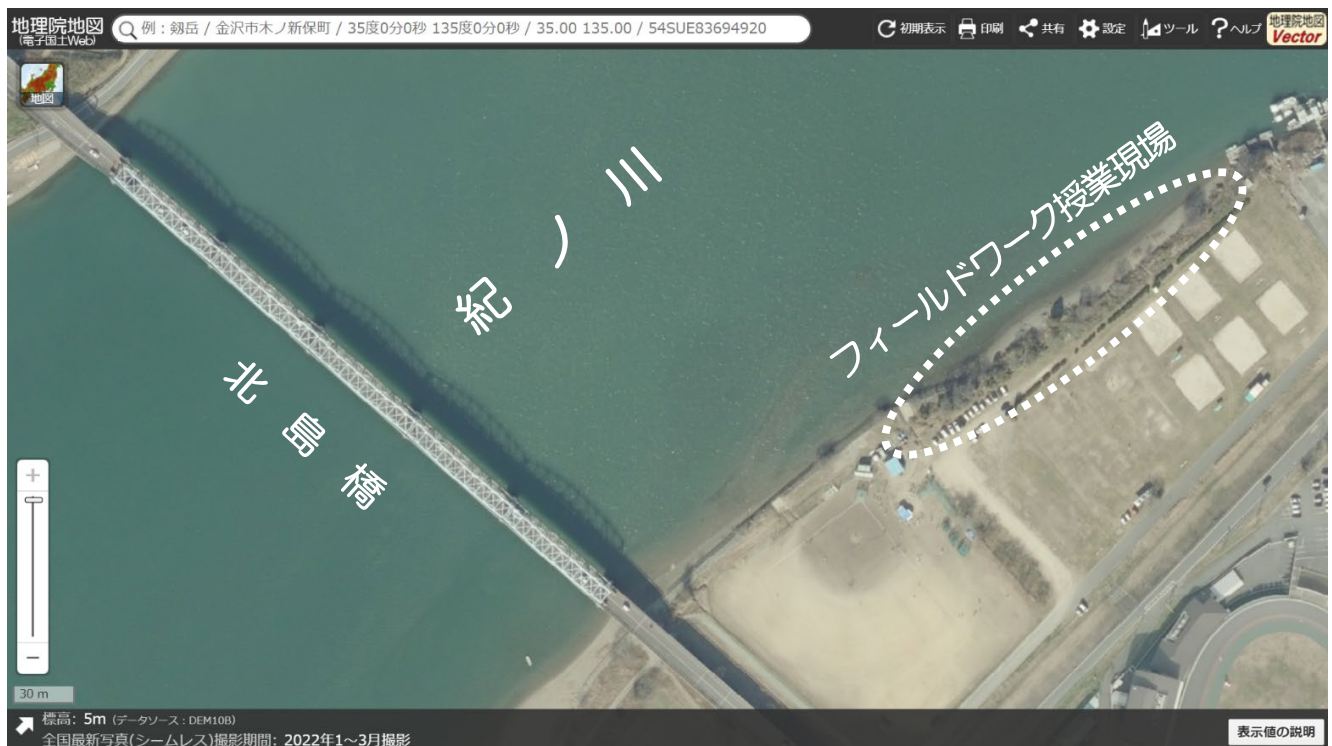 地理院地図
(電子国土Web)
例：剱岳 / 金沢市木ノ新保町 / 35度0分0秒 135度0分0秒 / 35.00 135.00 / 54SUE83694920
初期表示
印刷
共有
設定
ツール
?ヘルプ
地理院地図
Vector
地図
紀ノ川
フィールドワーク授業現場
北島橋
+
−
30 m
標高: 5m (データソース：DEM10B)
全国最新写真(シームレス)撮影期間: 2022年1～3月撮影
表示値の説明